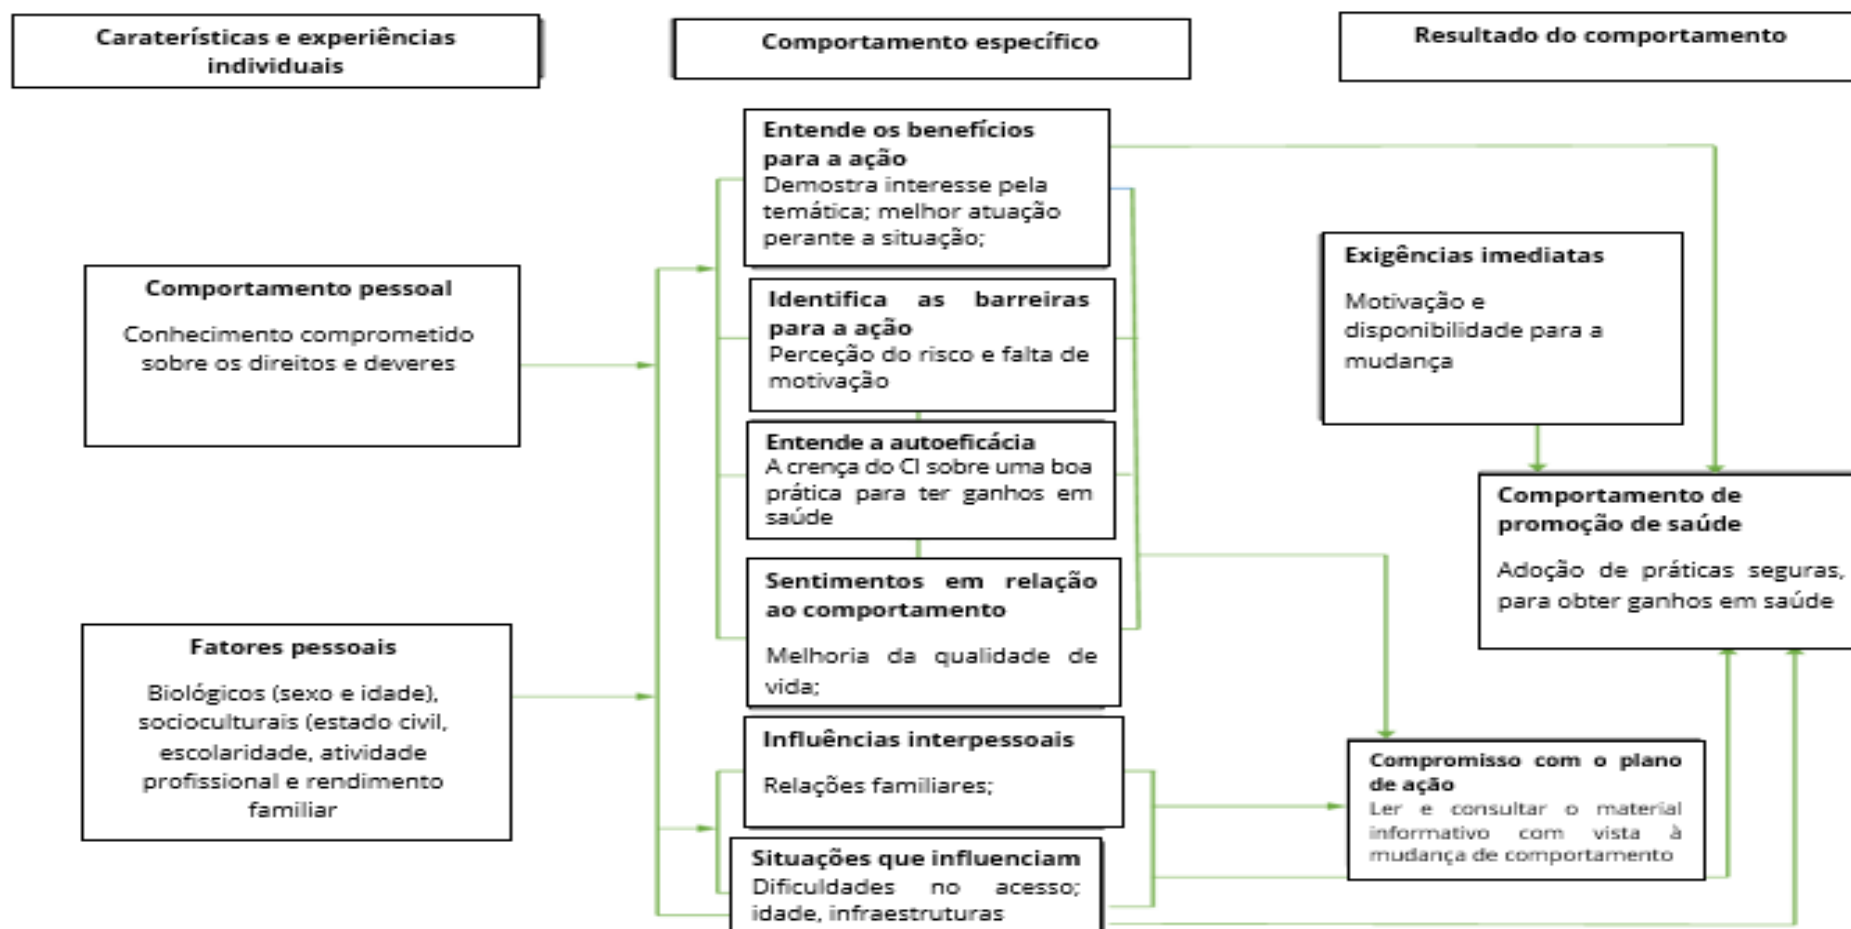 Caraterísticas e experiências
individuais
Comportamento específico
Resultado do comportamento
Comportamento pessoal
Conhecimento comprometido
sobre os direitos e deveres
Fatores pessoais
Biológicos (sexo e idade),
socioculturais (estado civil,
escolaridade, atividade
profissional e rendimento
familiar
Entende os benefícios
para a ação
Demostra interesse pela
temática; melhor atuação
perante a situação;
Identifica as barreiras
para a ação
Perceção do risco e falta de
motivação
Entende a autoeficácia
A crença do CI sobre uma boa
prática para ter ganhos em
saúde
Sentimentos em relação
ao comportamento
Melhoria da qualidade de
vida;
Influências interpessoais
Relações familiares;
Situações que influenciam
Dificuldades no acesso;
idade, infraestruturas
Exigências imediatas
Motivação e
disponibilidade para a
mudança
Comportamento de
promoção de saúde
Adoção de práticas seguras,
para obter ganhos em saúde
Compromisso com o plano
de ação
Ler e consultar o material
informativo com vista à
mudança de comportamento